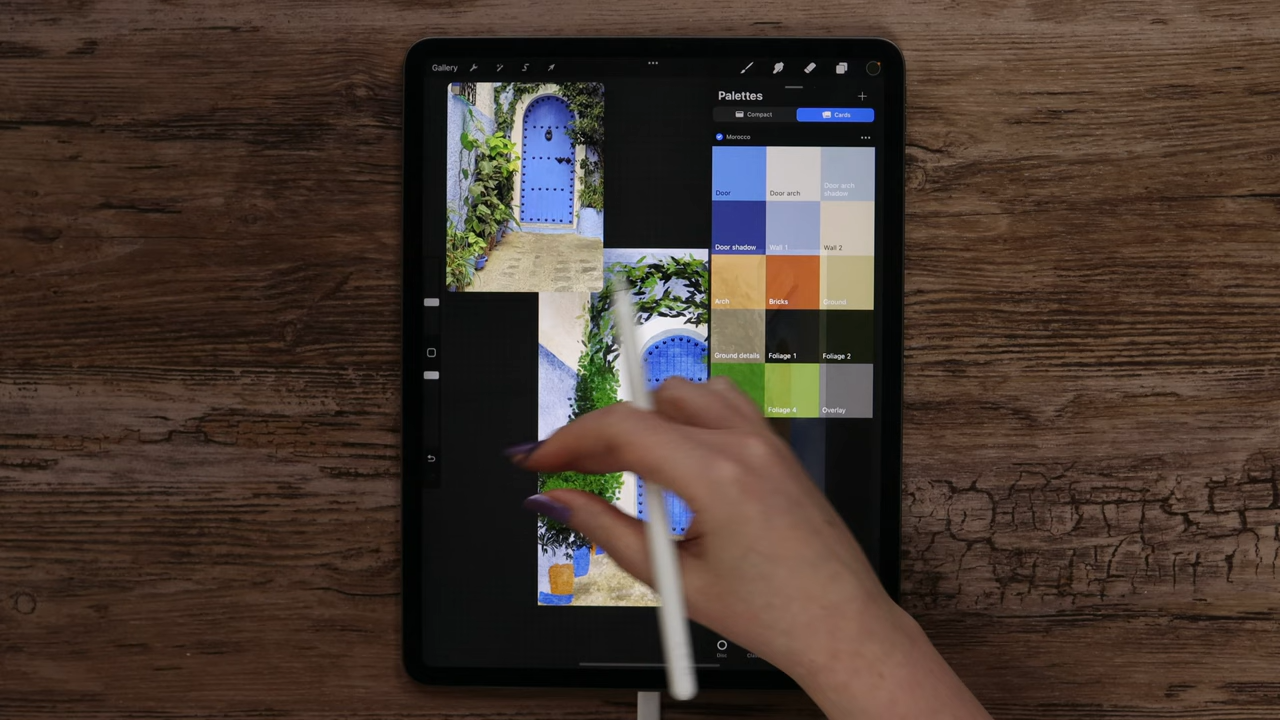 Gallery
Palettes
Compact
Cards
Morocco
Door
Door arch
Door arch
shadow
Door shadow
Wall 1
Wall 2
Arch
Bricks
Ground
Ground details
Foliage 1
Foliage 2
Foliage 4
Overlay
Disc